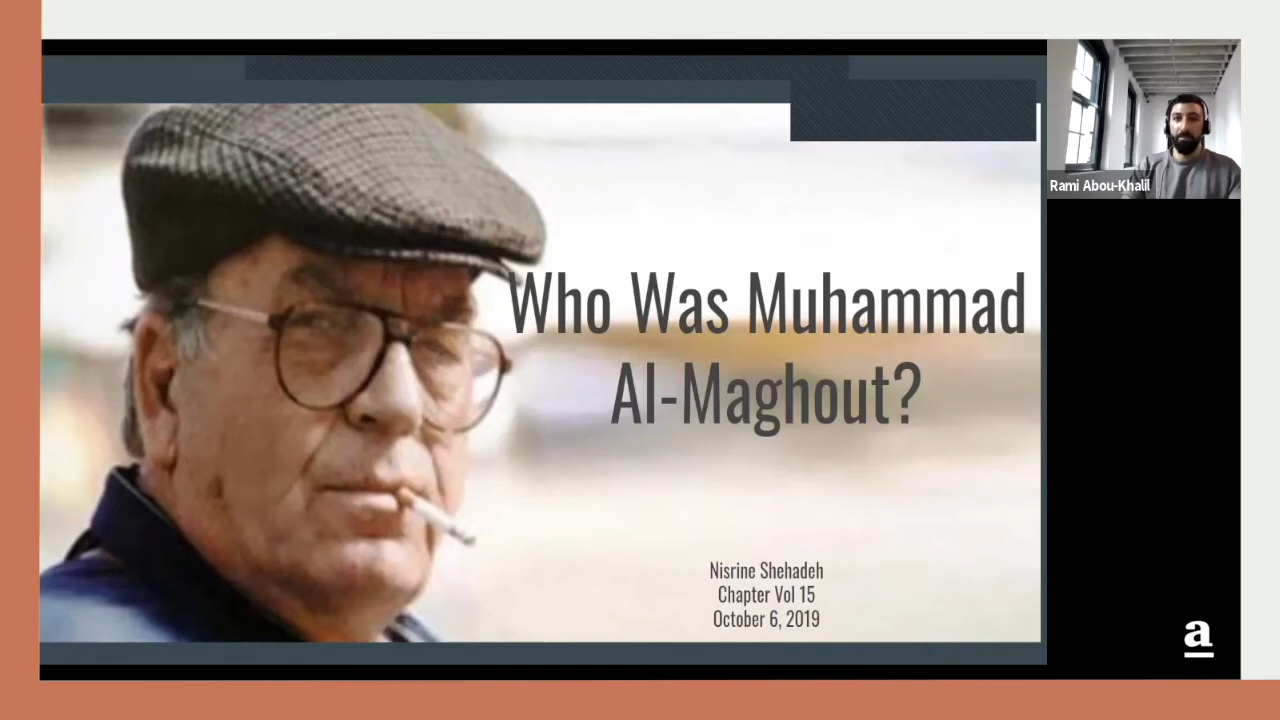 Who Was Muhammad
Al-Maghout?
Nisrine Shehadeh
Chapter Vol 15
October 6, 2019
Rami Abou-Khalil
a